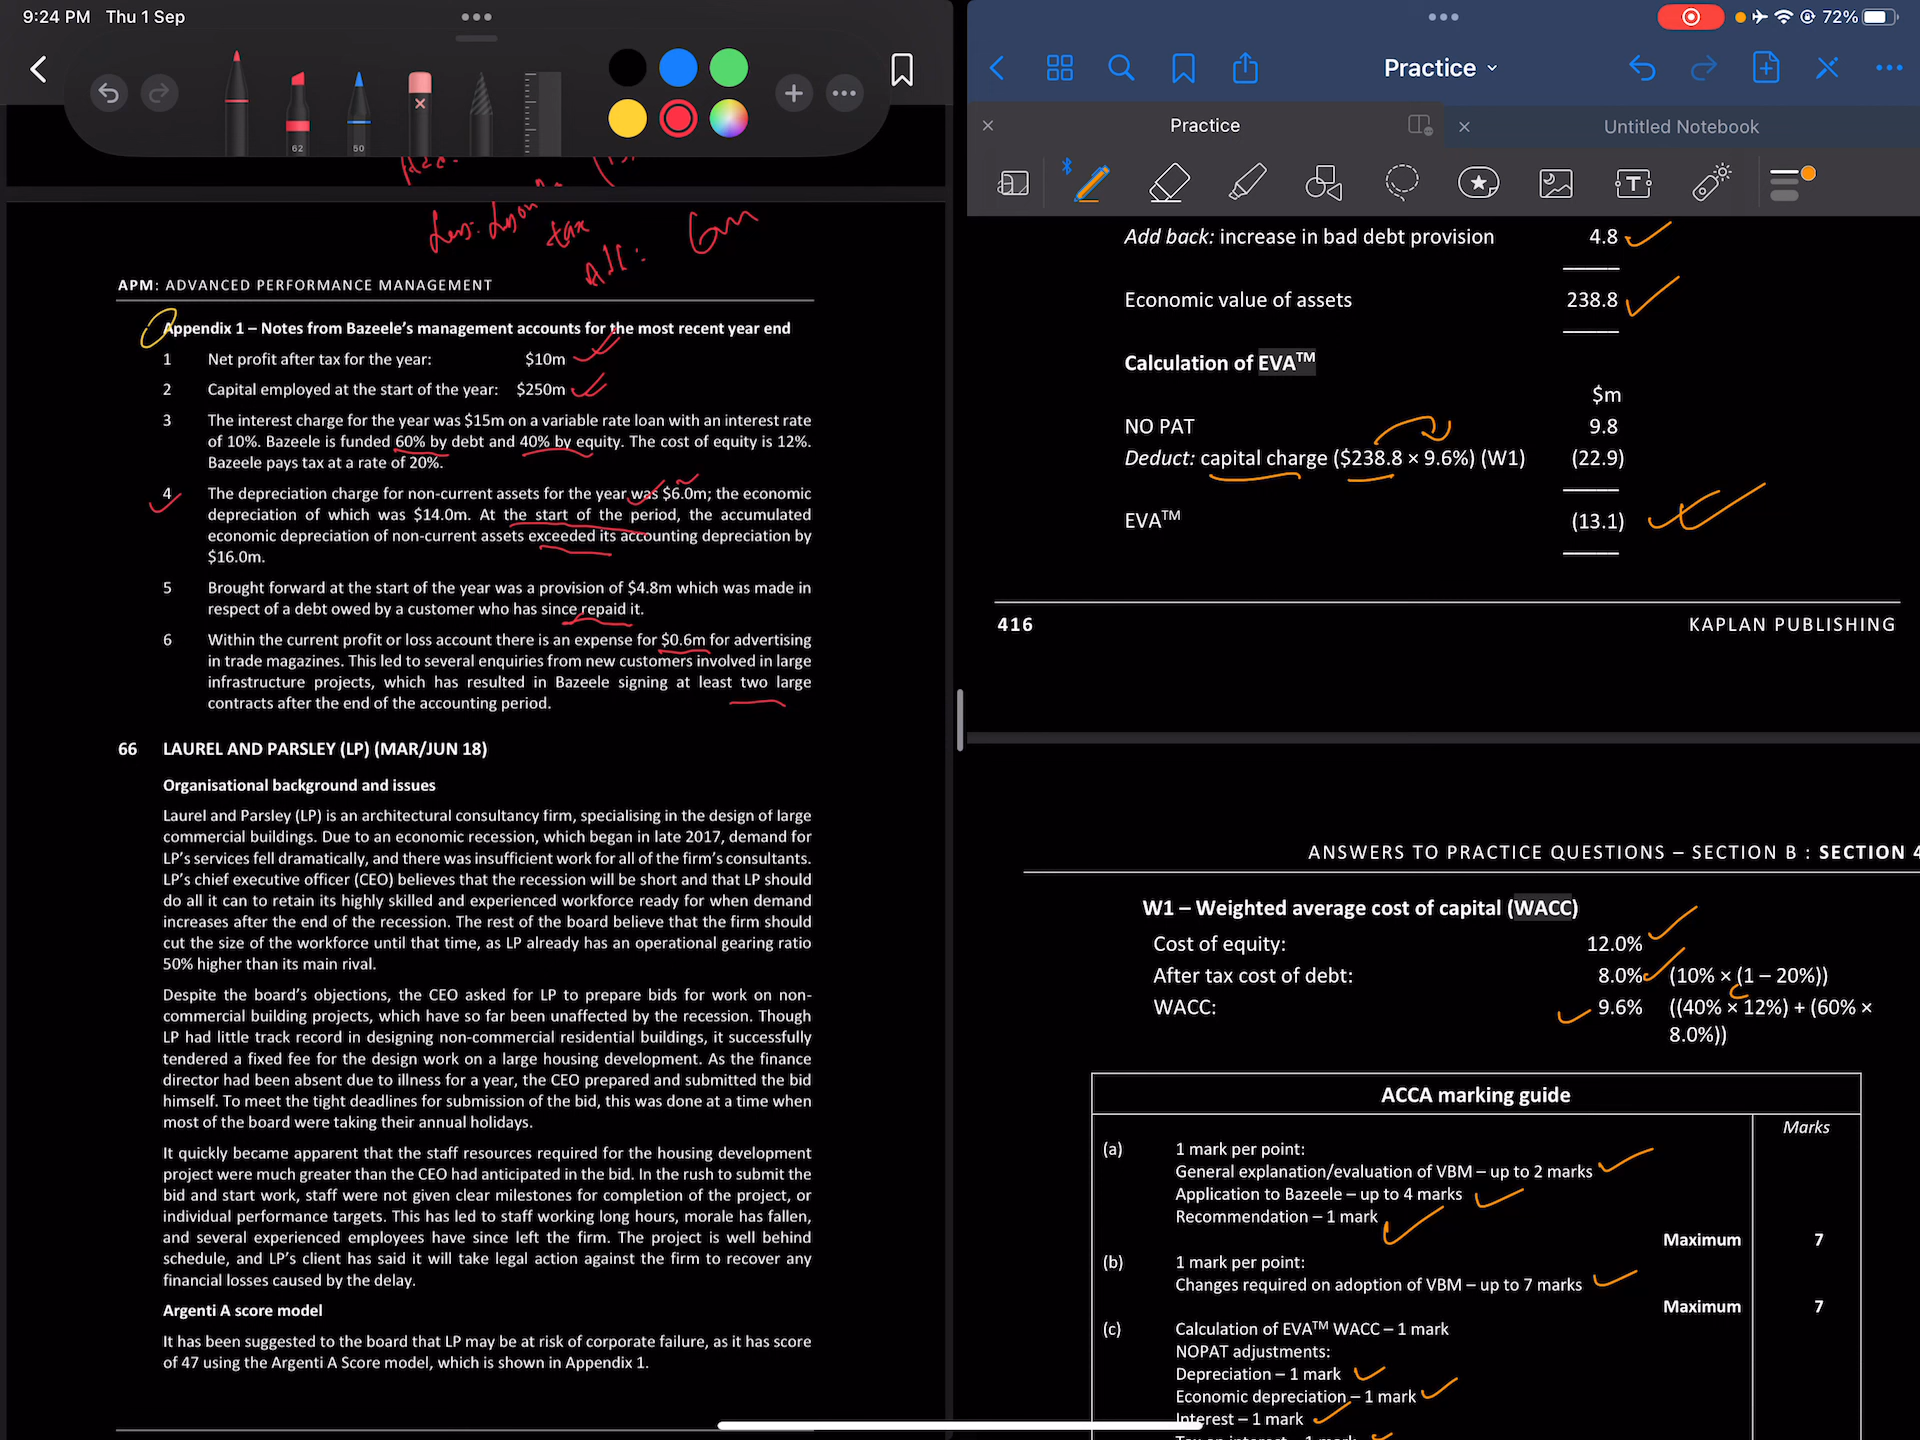 9:24 PM Thu 1 Sep
62
50
Less:
tax
Add:
6m
APM: ADVANCED PERFORMANCE MANAGEMENT
Appendix 1 – Notes from Bazeele's management accounts for the most recent year end
1 Net profit after tax for the year: $10m
2 Capital employed at the start of the year: $250m
3 The interest charge for the year was $15m on a variable rate loan with an interest rate
of 10%. Bazeele is funded 60% by debt and 40% by equity. The cost of equity is 12%.
Bazeele pays tax at a rate of 20%.
4 The depreciation charge for non-current assets for the year was $6.0m; the economic
depreciation of which was $14.0m. At the start of the period, the accumulated
economic depreciation of non-current assets exceeded its accounting depreciation by
$16.0m.
5 Brought forward at the start of the year was a provision of $4.8m which was made in
respect of a debt owed by a customer who has since repaid it.
6 Within the current profit or loss account there is an expense for $0.6m for advertising
in trade magazines. This led to several enquiries from new customers involved in large
infrastructure projects, which has resulted in Bazeele signing at least two large
contracts after the end of the accounting period.
66 LAUREL AND PARSLEY (LP) (MAR/JUN 18)
Organisational background and issues
Laurel and Parsley (LP) is an architectural consultancy firm, specialising in the design of large
commercial buildings. Due to an economic recession, which began in late 2017, demand for
LP's services fell dramatically, and there was insufficient work for all of the firm's consultants.
LP's chief executive officer (CEO) believes that the recession will be short and that LP should
do all it can to retain its highly skilled and experienced workforce ready for when demand
increases after the end of the recession. The rest of the board believe that the firm should
cut the size of the workforce until that time, as LP already has an operational gearing ratio
50% higher than its main rival.
Despite the board's objections, the CEO asked for LP to prepare bids for work on non-
commercial building projects, which have so far been unaffected by the recession. Though
LP had little track record in designing non-commercial residential buildings, it successfully
tendered a fixed fee for the design work on a large housing development. As the finance
director had been absent due to illness for a year, the CEO prepared and submitted the bid
himself. To meet the tight deadlines for submission of the bid, this was done at a time when
most of the board were taking their annual holidays.
It quickly became apparent that the staff resources required for the housing development
project were much greater than the CEO had anticipated in the bid. In the rush to submit the
bid and start work, staff were not given clear milestones for completion of the project, or
individual performance targets. This has led to staff working long hours, morale has fallen,
and several experienced employees have since left the firm. The project is well behind
schedule, and LP's client has said it will take legal action against the firm to recover any
financial losses caused by the delay.
Argenti A score model
It has been suggested to the board that LP may be at risk of corporate failure, as it has score
of 47 using the Argenti A Score model, which is shown in Appendix 1.
72%
Practice
Practice
Untitled Notebook
Add back: increase in bad debt provision 4.8
Economic value of assets 238.8
Calculation of EVA™
$m
NO PAT 9.8
Deduct: capital charge ($238.8 × 9.6%) (W1) (22.9)
EVA™ (13.1)
416 KAPLAN PUBLISHING
ANSWERS TO PRACTICE QUESTIONS – SECTION B : SECTION 4
W1 – Weighted average cost of capital (WACC)
Cost of equity: 12.0%
After tax cost of debt: 8.0% (10% × (1 – 20%))
WACC: 9.6% ((40% × 12%) + (60% ×
8.0%))
ACCA marking guide
Marks
(a) 1 mark per point:
General explanation/evaluation of VBM – up to 2 marks
Application to Bazeele – up to 4 marks
Recommendation – 1 mark
Maximum 7
(b) 1 mark per point:
Changes required on adoption of VBM – up to 7 marks
Maximum 7
(c) Calculation of EVA™ WACC – 1 mark
NOPAT adjustments:
Depreciation – 1 mark
Economic depreciation – 1 mark
Interest – 1 mark
Tax on interest – 1 mark